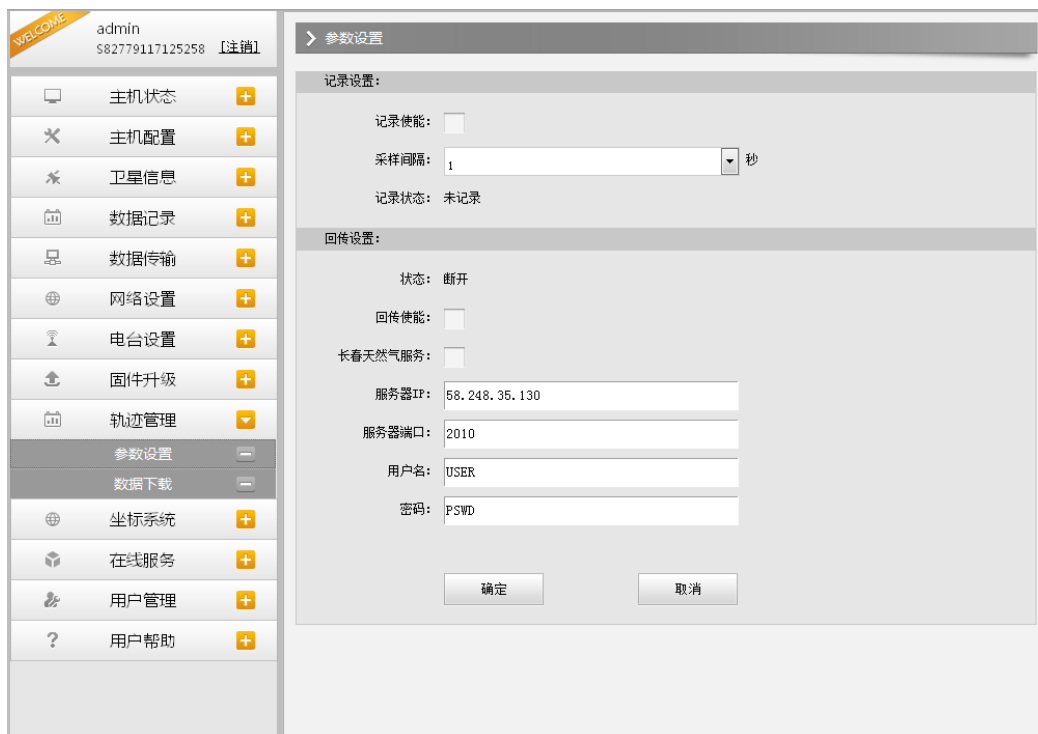 WELCOME
admin
S82779117125258 [注销]
主机状态
主机配置
卫星信息
数据记录
数据传输
网络设置
电台设置
固件升级
轨迹管理
参数设置
数据下载
坐标系统
在线服务
用户管理
用户帮助
参数设置
记录设置:
记录使能:
采样间隔: 1 秒
记录状态: 未记录
回传设置:
状态: 断开
回传使能:
长春天然气服务:
服务器IP: 58.248.35.130
服务器端口: 2010
用户名: USER
密码: PSWD
确定 取消